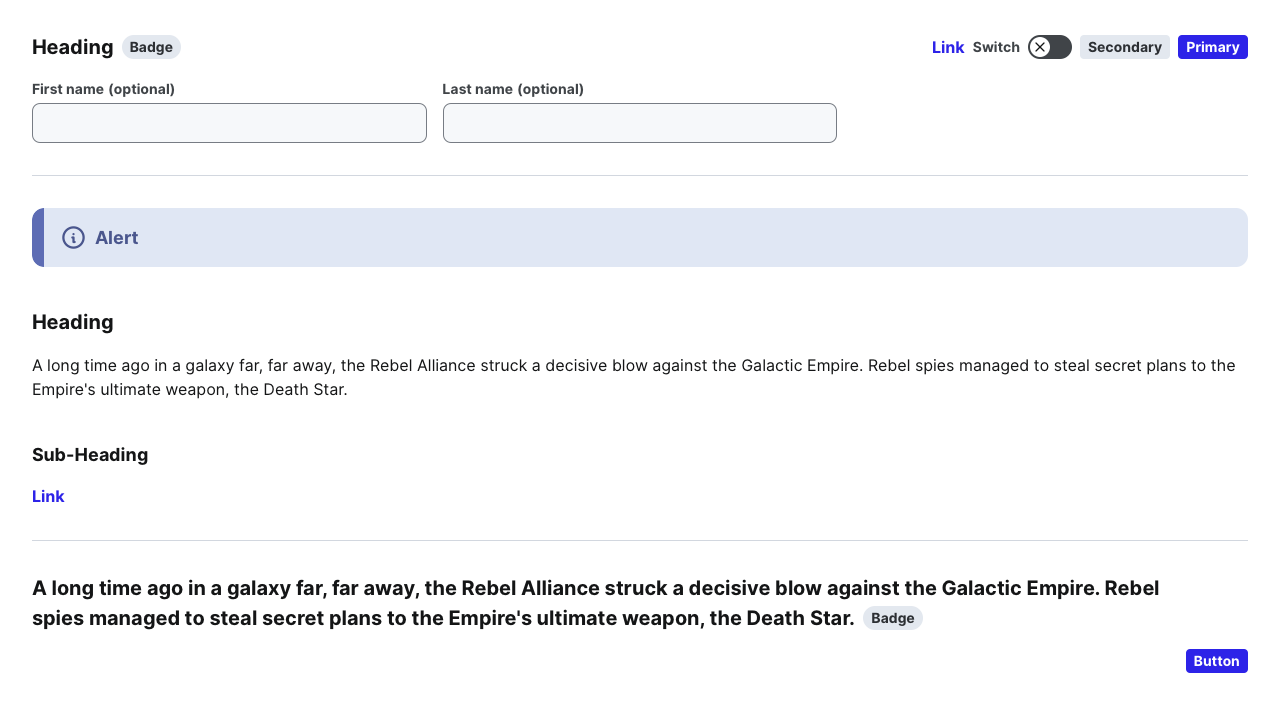 Heading Badge Link Switch Secondary Primary
First name (optional) Last name (optional)
Alert
Heading
A long time ago in a galaxy far, far away, the Rebel Alliance struck a decisive blow against the Galactic Empire. Rebel spies managed to steal secret plans to the
Empire's ultimate weapon, the Death Star.
Sub-Heading
Link
A long time ago in a galaxy far, far away, the Rebel Alliance struck a decisive blow against the Galactic Empire. Rebel
spies managed to steal secret plans to the Empire's ultimate weapon, the Death Star. Badge
Button